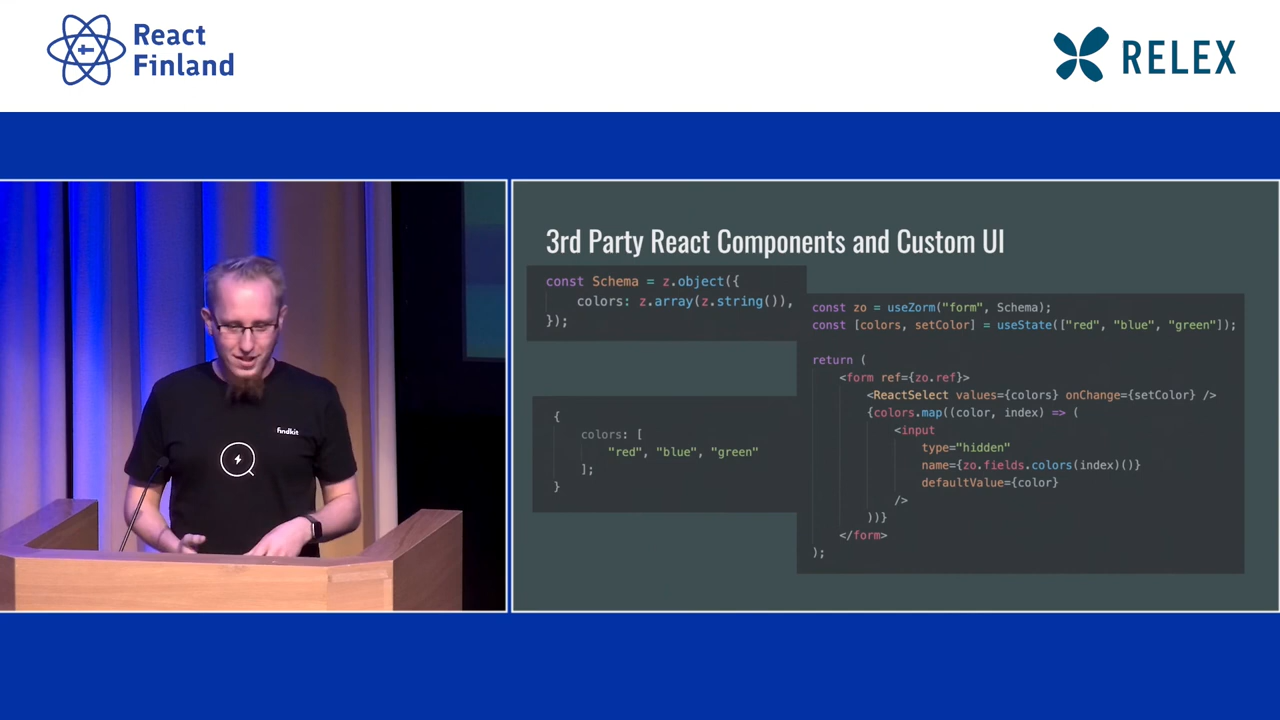 React
Finland
RELEX
findkit
3rd Party React Components and Custom UI
const Schema = z.object({
colors: z.array(z.string()),
});
{
colors: [
"red", "blue", "green"
];
}
const zo = useZorm("form", Schema);
const [colors, setColor] = useState(["red", "blue", "green"]);
return (
<form ref={zo.ref}>
<ReactSelect values={colors} onChange={setColor} />
{colors.map((color, index) => (
<input
type="hidden"
name={zo.fields.colors(index)()}
defaultValue={color}
/>
))}
</form>
);